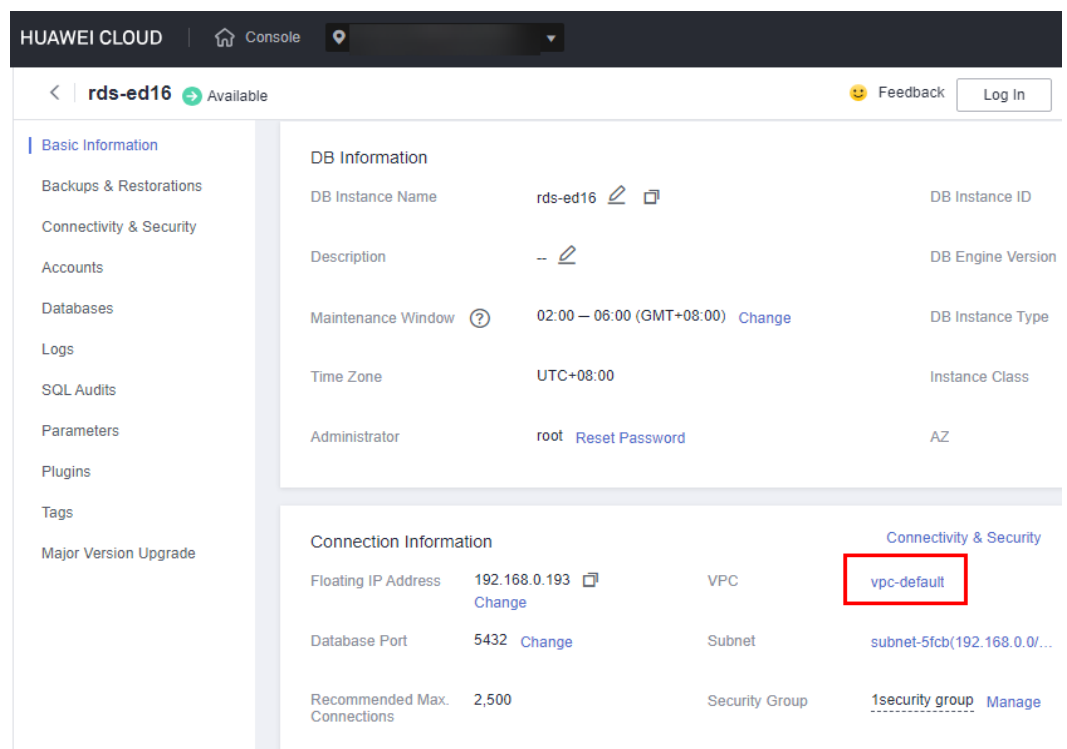 HUAWEI CLOUD Console
rds-ed16 Available Feedback Log In
Basic Information
Backups & Restorations
Connectivity & Security
Accounts
Databases
Logs
SQL Audits
Parameters
Plugins
Tags
Major Version Upgrade
DB Information
DB Instance Name rds-ed16 DB Instance ID
Description -- DB Engine Version
Maintenance Window ? 02:00 — 06:00 (GMT+08:00) Change DB Instance Type
Time Zone UTC+08:00 Instance Class
Administrator root Reset Password AZ
Connection Information Connectivity & Security
Floating IP Address 192.168.0.193 VPC vpc-default
Change
Database Port 5432 Change Subnet subnet-5fcb(192.168.0.0/...
Recommended Max. 2,500 Security Group 1security group Manage
Connections